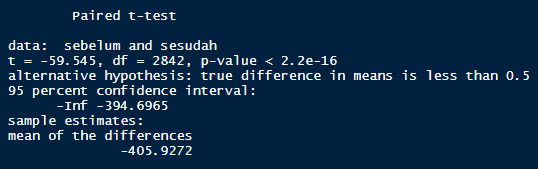 Paired t-test
data:  sebelum and sesudah
t = -59.545, df = 2842, p-value < 2.2e-16
alternative hypothesis: true difference in means is less than 0.5
95 percent confidence interval:
-Inf -394.6965
sample estimates:
mean of the differences
-405.9272